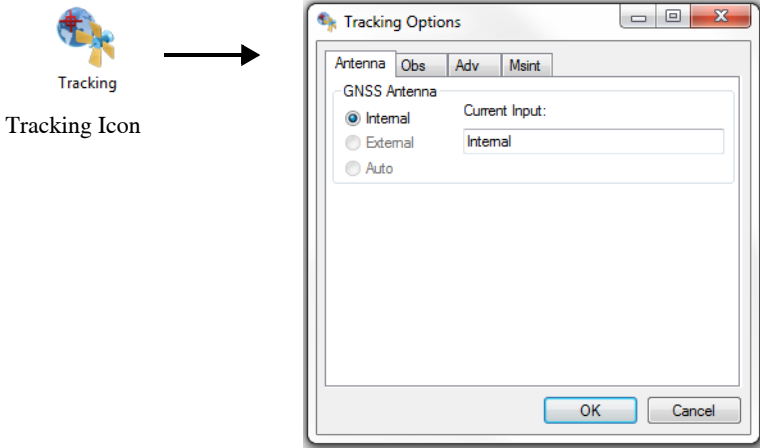 Tracking
Tracking Icon
Tracking Options
Antenna Obs Adv Msint
GNSS Antenna
Internal
Current Input:
External
Internal
Auto
OK Cancel